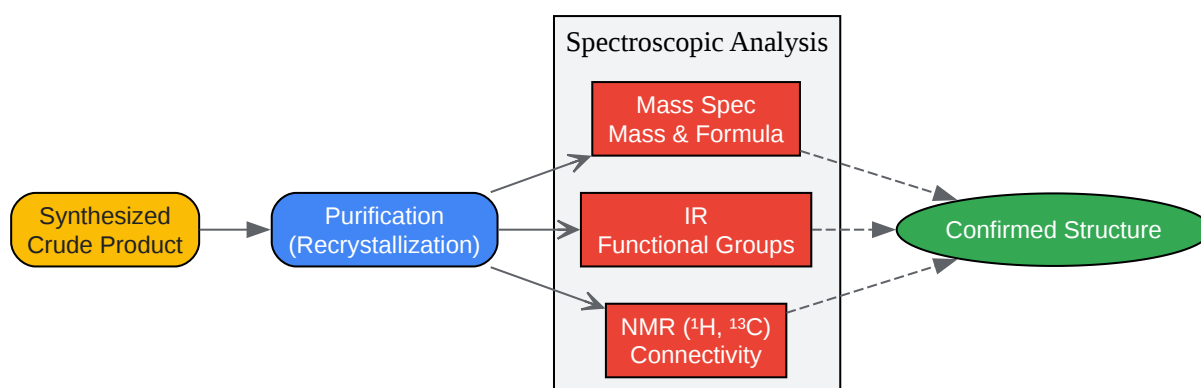 Spectroscopic Analysis
Mass Spec
Mass & Formula
Synthesized
Crude Product
Purification
(Recrystallization)
IR
Functional Groups
Confirmed Structure
NMR (¹H, ¹³C)
Connectivity